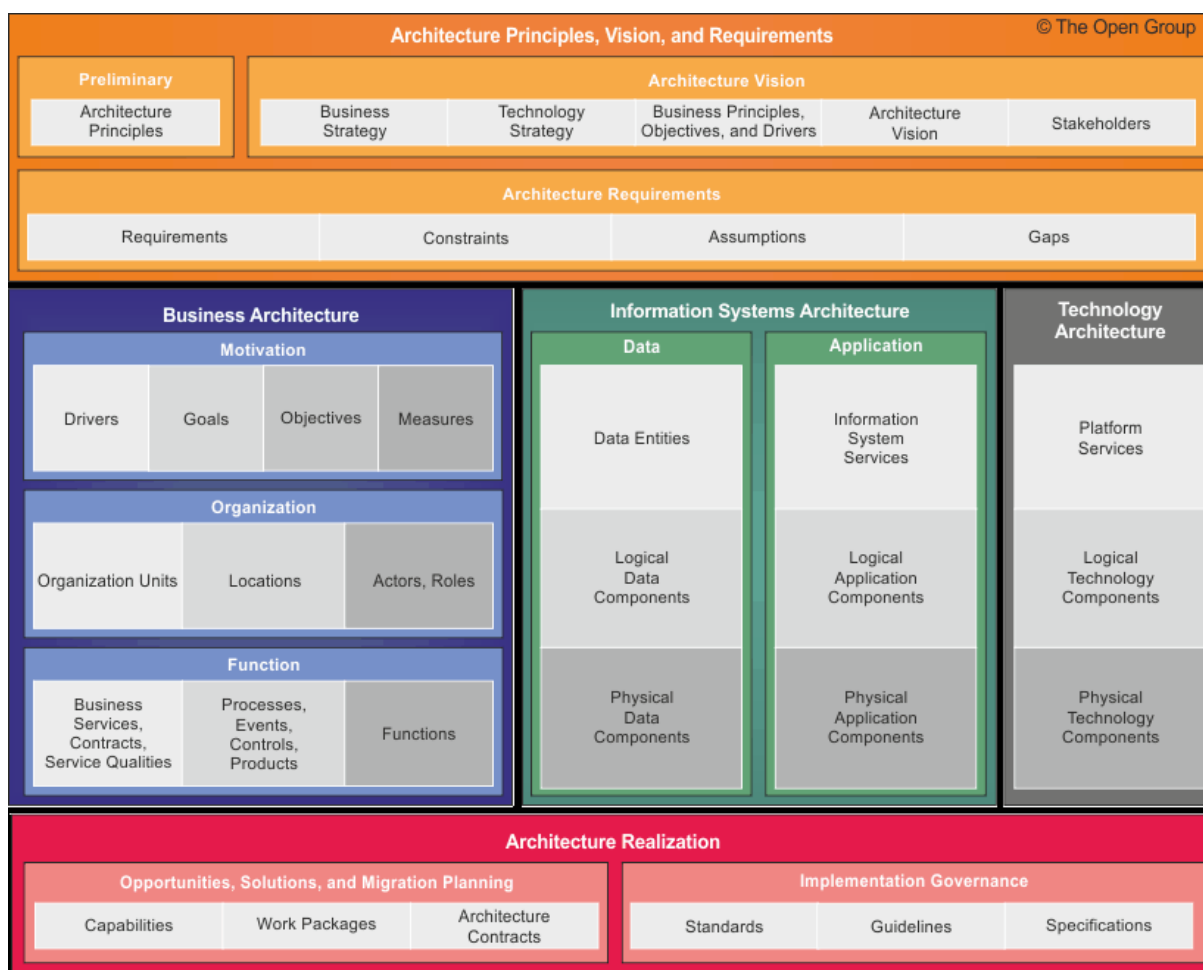 © The Open Group
Architecture Principles, Vision, and Requirements
Preliminary
Architecture
Principles
Architecture Vision
Business
Strategy
Technology
Strategy
Business Principles,
Objectives, and Drivers
Architecture
Vision
Stakeholders
Architecture Requirements
Requirements
Constraints
Assumptions
Gaps
Business Architecture
Motivation
Drivers
Goals
Objectives
Measures
Organization
Organization Units
Locations
Actors, Roles
Function
Business
Services,
Contracts,
Service Qualities
Processes,
Events,
Controls,
Products
Functions
Information Systems Architecture
Data
Data Entities
Logical
Data
Components
Physical
Data
Components
Application
Information
System
Services
Logical
Application
Components
Physical
Application
Components
Technology
Architecture
Platform
Services
Logical
Technology
Components
Physical
Technology
Components
Architecture Realization
Opportunities, Solutions, and Migration Planning
Capabilities
Work Packages
Architecture
Contracts
Implementation Governance
Standards
Guidelines
Specifications